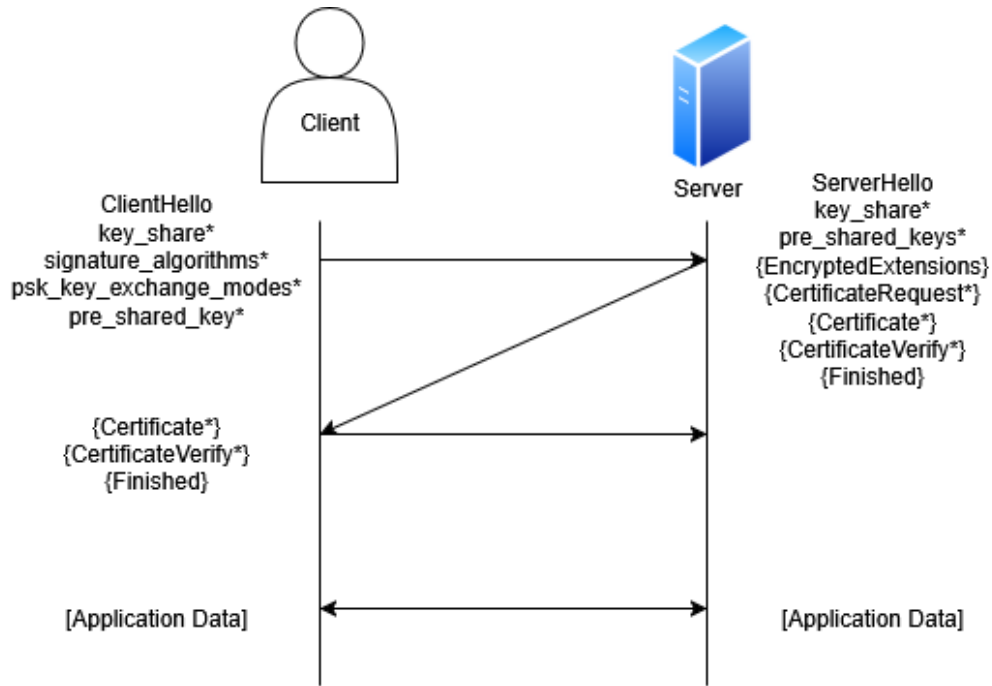 Client
Server
ClientHello
key_share*
signature_algorithms*
psk_key_exchange_modes*
pre_shared_key*
ServerHello
key_share*
pre_shared_keys*
{EncryptedExtensions}
{CertificateRequest*}
{Certificate*}
{CertificateVerify*}
{Finished}
{Certificate*}
{CertificateVerify*}
{Finished}
[Application Data]
[Application Data]